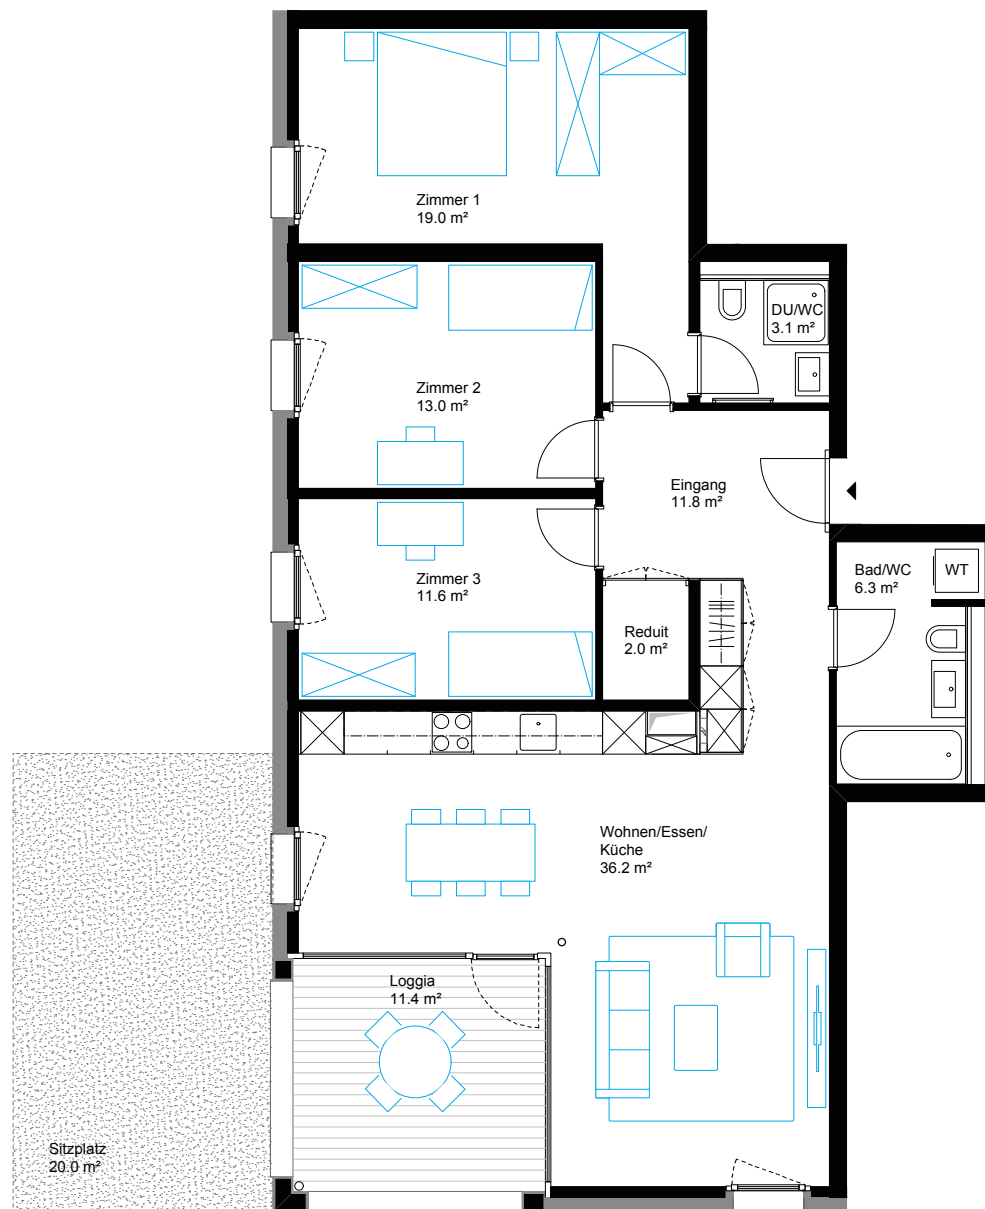 Zimmer 1
19.0 m²
DU/WC
3.1 m²
Zimmer 2
13.0 m²
Eingang
11.8 m²
Zimmer 3
11.6 m²
Bad/WC
6.3 m²
WT
Reduit
2.0 m²
Wohnen/Essen/
Küche
36.2 m²
Loggia
11.4 m²
Sitzplatz
20.0 m²